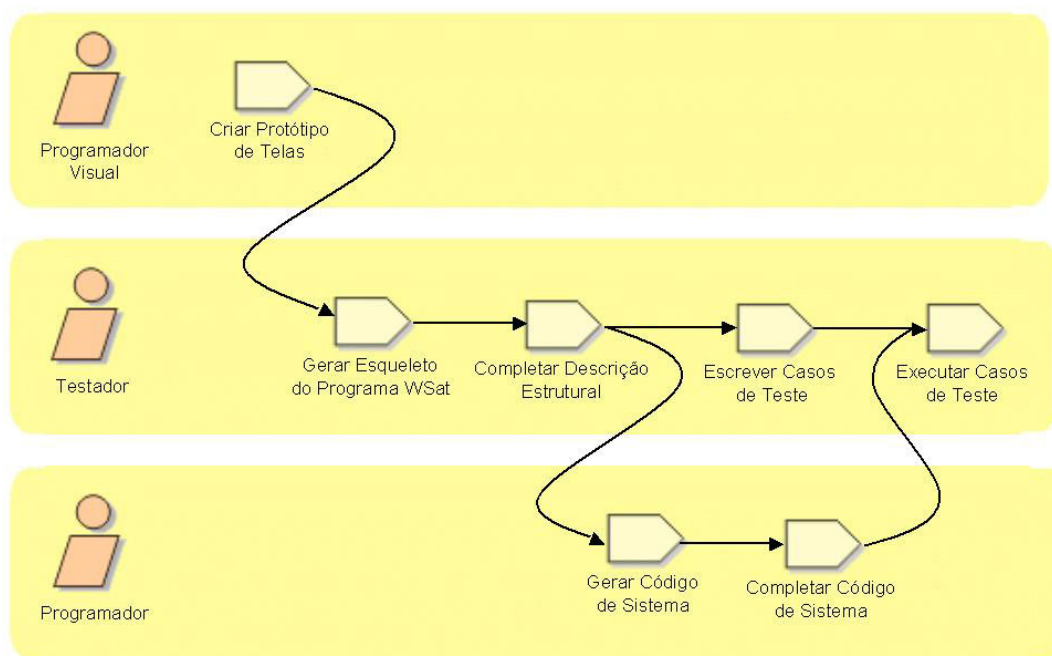 Programador
Visual
Criar Protótipo
de Telas
Testador
Gerar Esqueleto
do Programa WSat
Completar Descrição
Estrutural
Escrever Casos
de Teste
Executar Casos
de Teste
Programador
Gerar Código
de Sistema
Completar Código
de Sistema